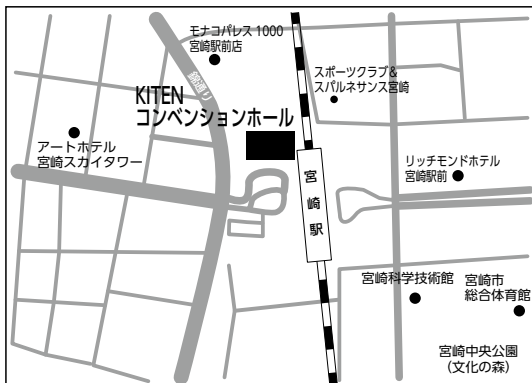 モナコパレス 1000
宮崎駅前店
錦通り
スポーツクラブ&
スパルネサンス宮崎
KITEN
コンベンションホール
アートホテル
宮崎スカイタワー
リッチモンドホテル
宮崎駅前
宮崎駅
宮崎科学技術館
宮崎市
総合体育館
宮崎中央公園
(文化の森)